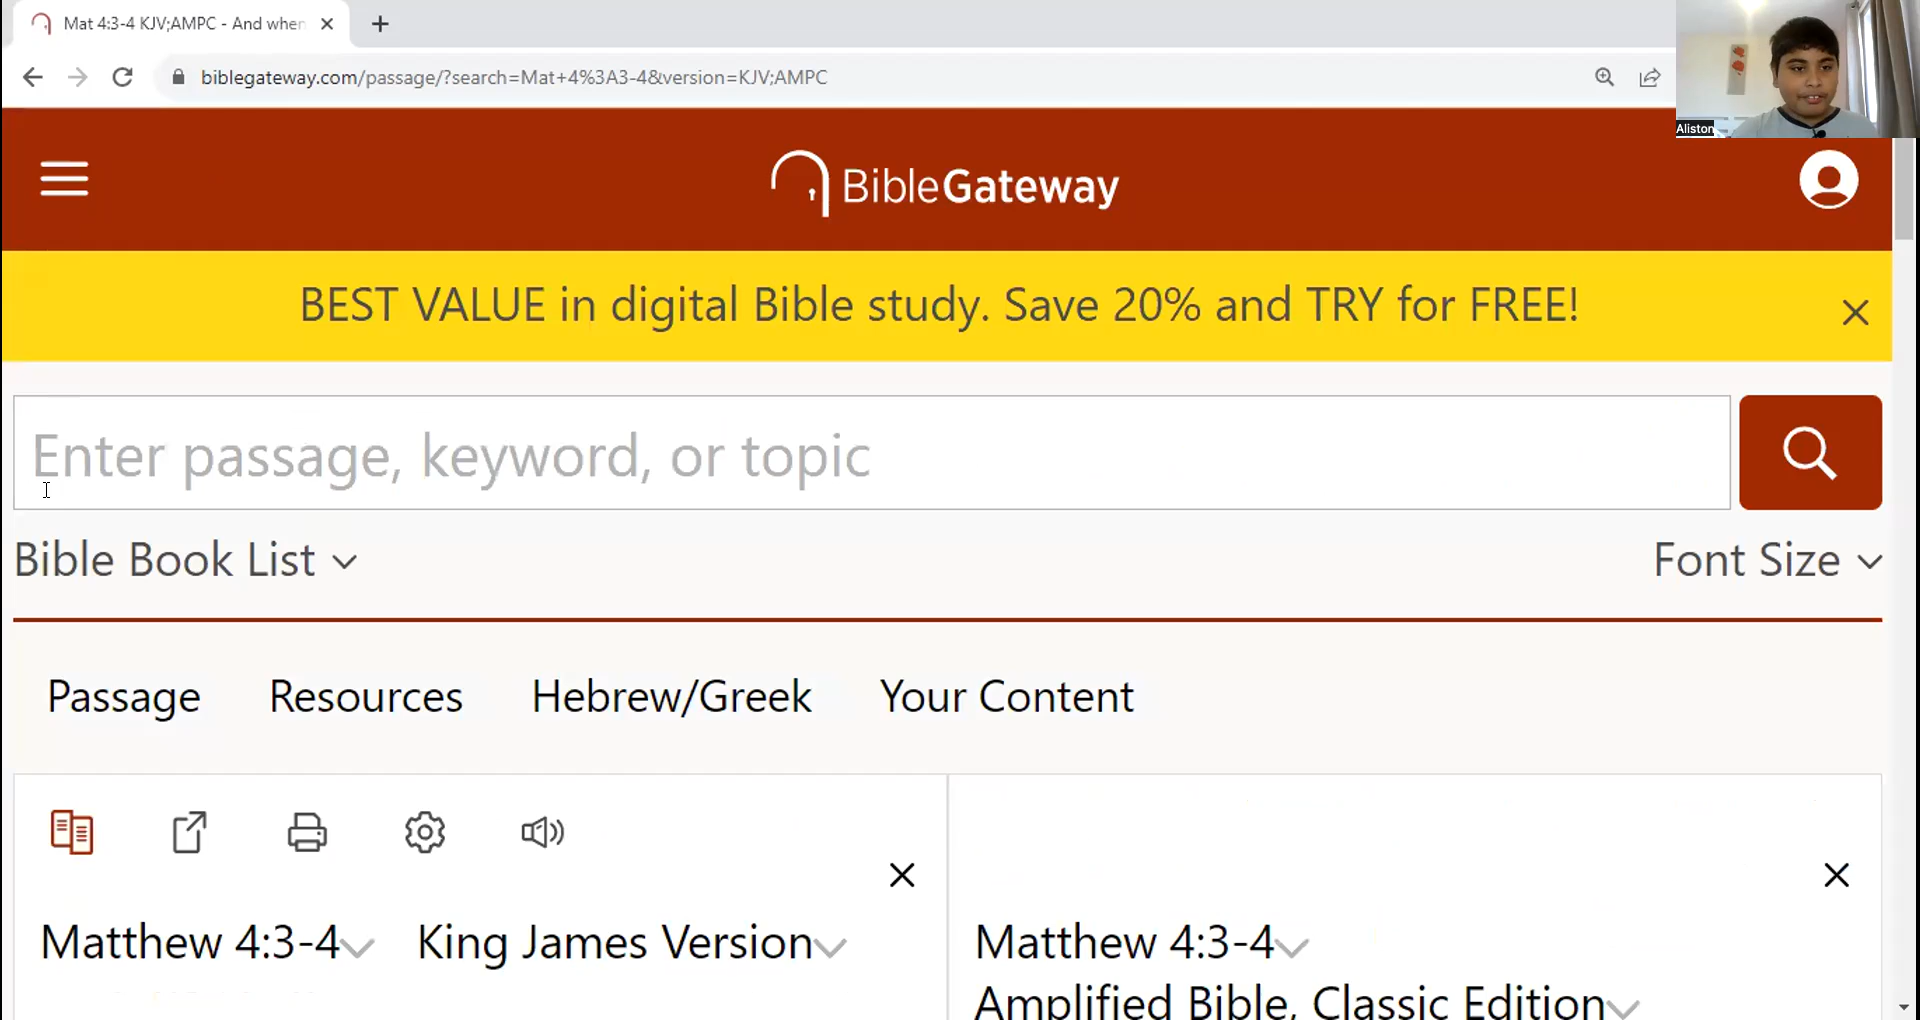 Mat 4:3-4 KJV;AMPC - And when
biblegateway.com/passage/?search=Mat+4%3A3-4&version=KJV;AMPC
Aliston
BibleGateway
BEST VALUE in digital Bible study. Save 20% and TRY for FREE!
Enter passage, keyword, or topic
Bible Book List
Font Size
Passage Resources Hebrew/Greek Your Content
Matthew 4:3-4 King James Version
Matthew 4:3-4
Amplified Bible, Classic Edition